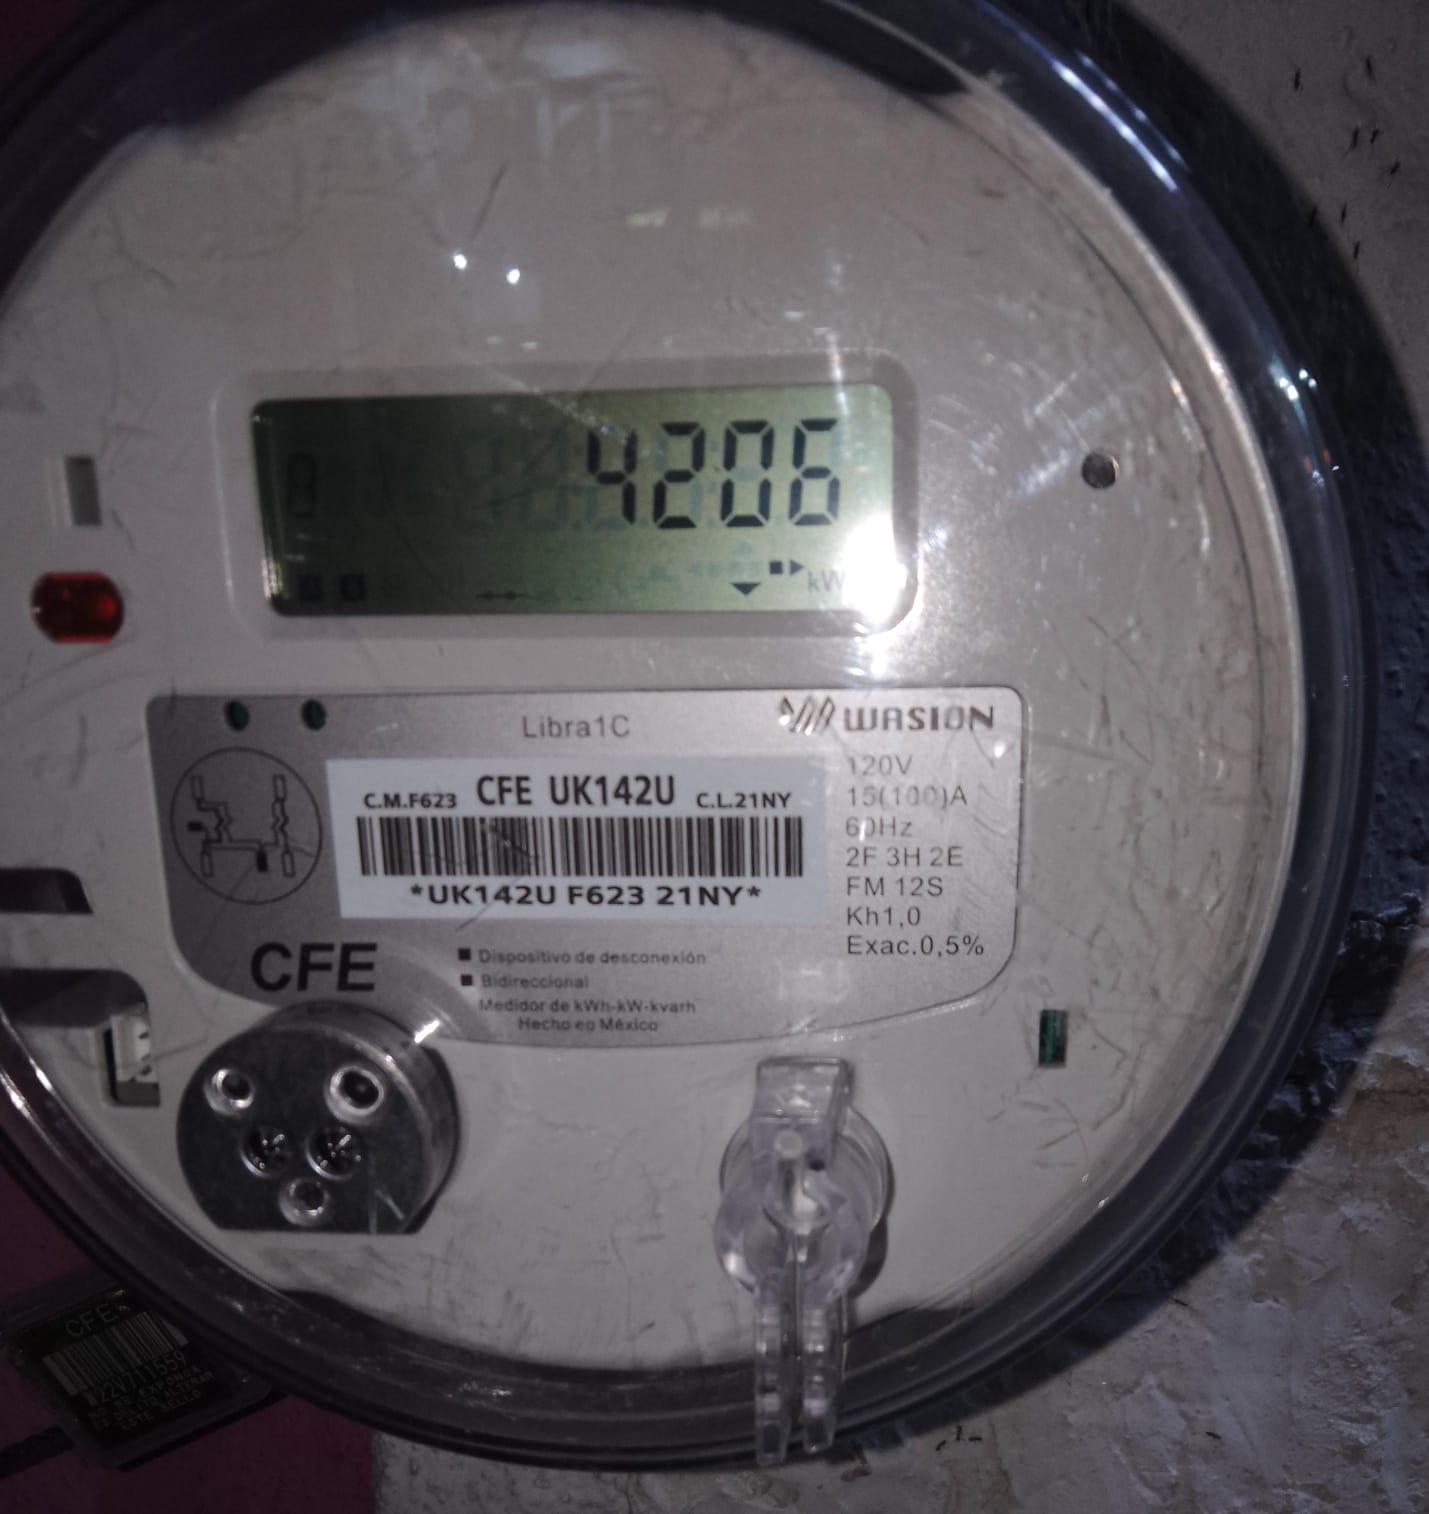 4206
kW
Libra1C
WASION
C.M.F623 CFE UK142U C.L.21NY
*UK142U F623 21NY*
120V
15(100)A
60Hz
2F 3H 2E
FM 12S
Kh1,0
Exac.0,5%
CFE
Dispositivo de desconexión
Bidireccional
Medidor de kWh-kW-kvarh
Hecho en México
CFE
ESTE SELLO